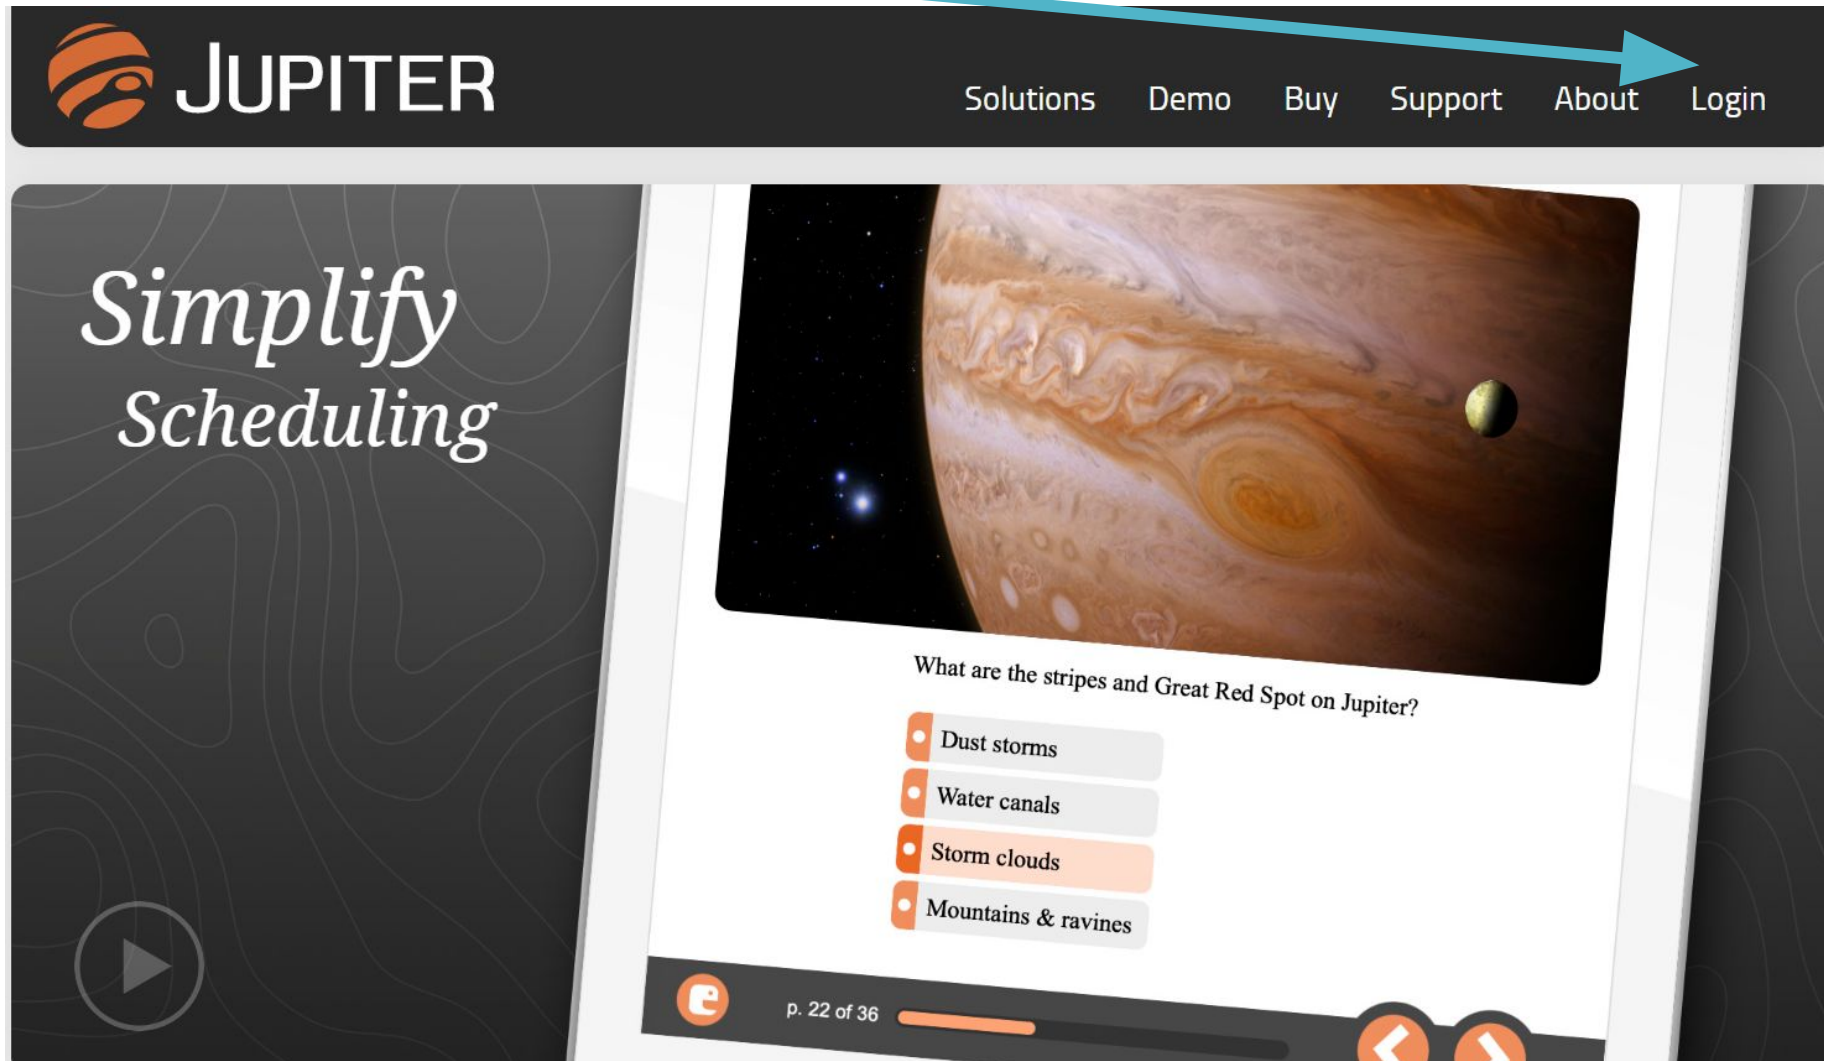 JUPITER
Solutions Demo Buy Support About Login
Simplify
Scheduling
What are the stripes and Great Red Spot on Jupiter?
Dust storms
Water canals
Storm clouds
Mountains & ravines
p. 22 of 36